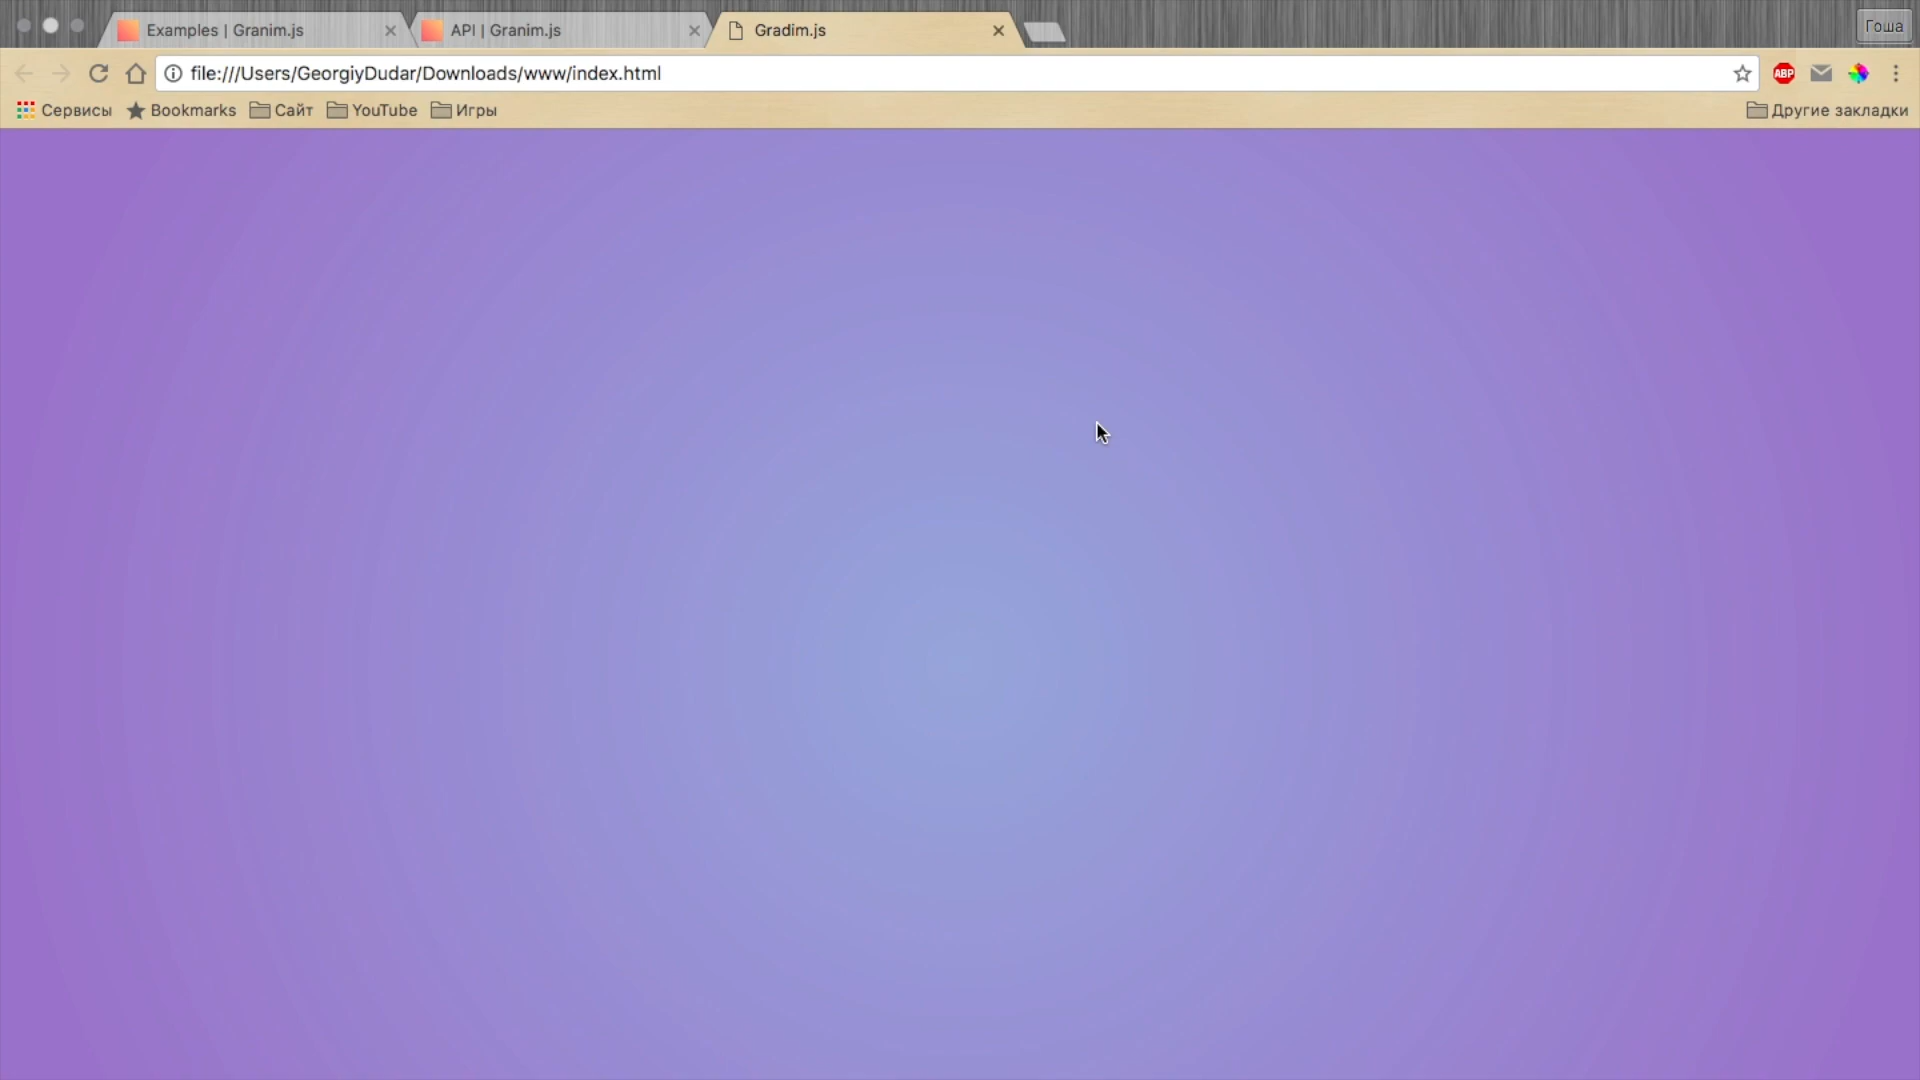 Examples | Granim.js
API | Granim.js
Gradim.js
Гоша
file:///Users/GeorgiyDudar/Downloads/www/index.html
ABP
Сервисы
Bookmarks
Сайт
YouTube
Игры
Другие закладки